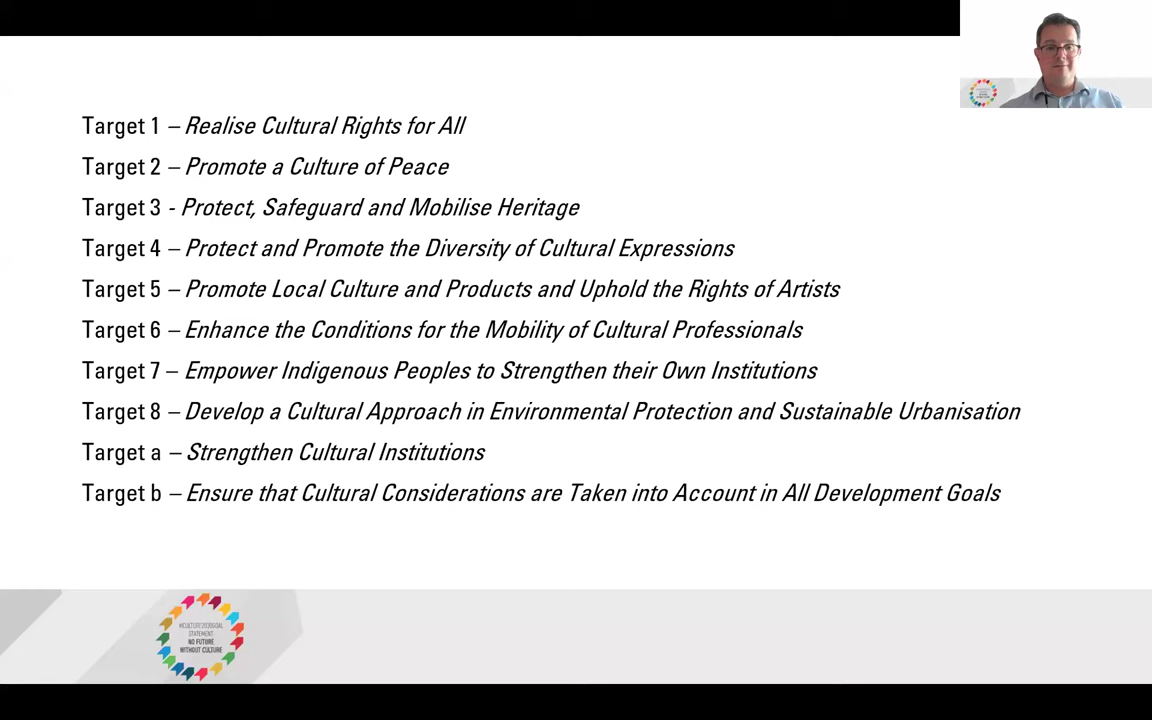 Target 1 – Realise Cultural Rights for All
Target 2 – Promote a Culture of Peace
Target 3 - Protect, Safeguard and Mobilise Heritage
Target 4 – Protect and Promote the Diversity of Cultural Expressions
Target 5 – Promote Local Culture and Products and Uphold the Rights of Artists
Target 6 – Enhance the Conditions for the Mobility of Cultural Professionals
Target 7 – Empower Indigenous Peoples to Strengthen their Own Institutions
Target 8 – Develop a Cultural Approach in Environmental Protection and Sustainable Urbanisation
Target a – Strengthen Cultural Institutions
Target b – Ensure that Cultural Considerations are Taken into Account in All Development Goals
#CULTURE2030GOAL
STATEMENT
NO FUTURE
WITHOUT CULTURE